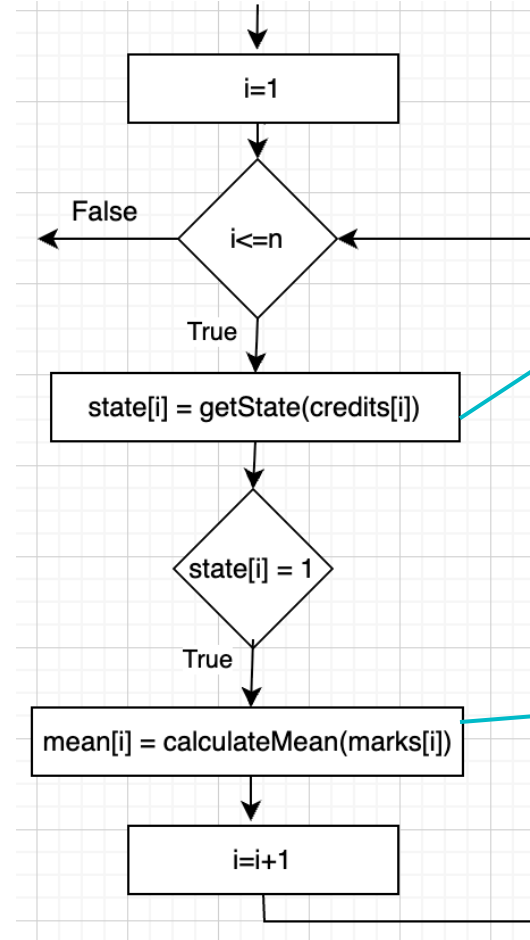 i=1
False
i<=n
True
state[i] = getState(credits[i])
state[i] = 1
True
mean[i] = calculateMean(marks[i])
i=i+1